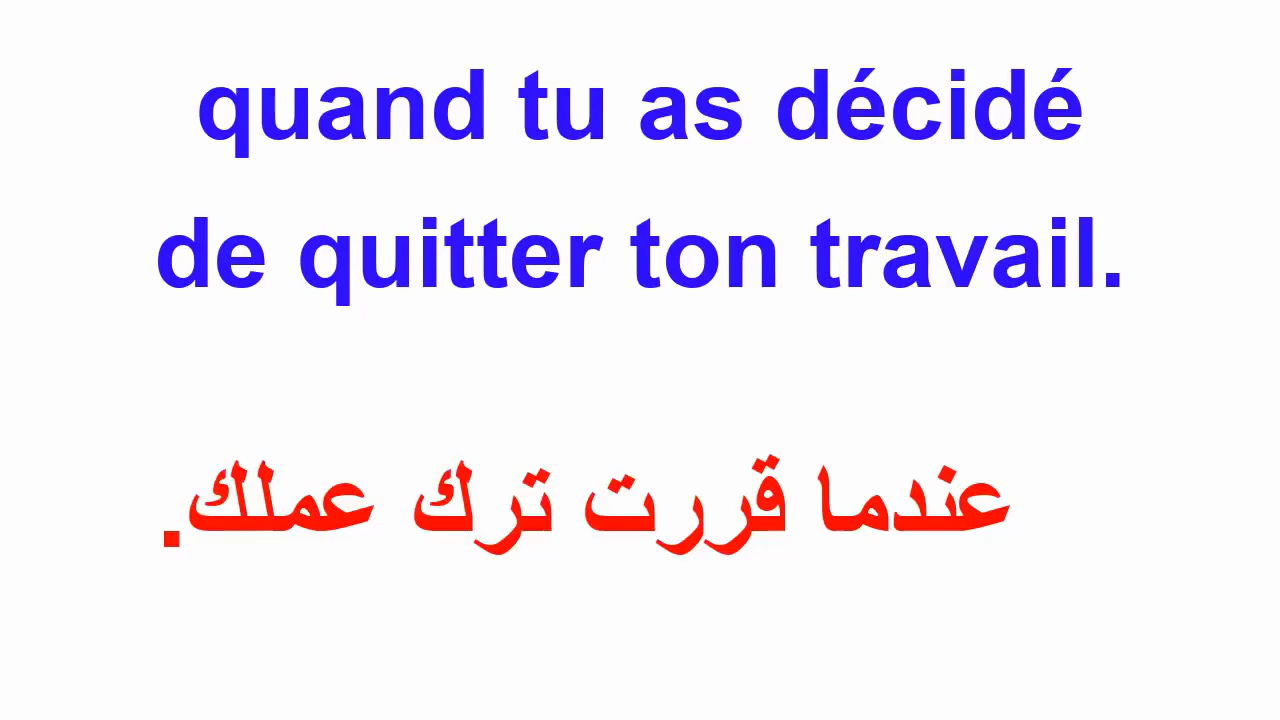 quand tu as décidé
de quitter ton travail.
عندما قررت ترك عملك.